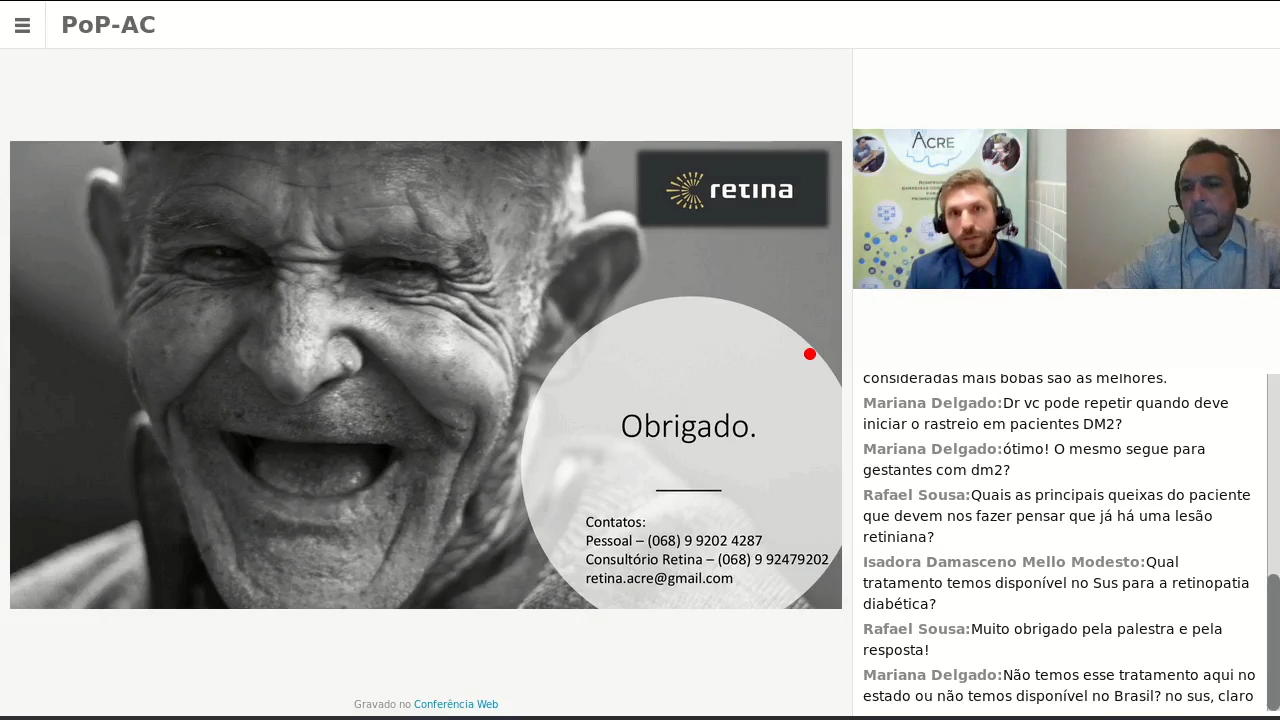 PoP-AC
retina
Obrigado.
Contatos:
Pessoal – (068) 9 9202 4287
Consultório Retina – (068) 9 92479202
retina.acre@gmail.com
ACRE
consideradas mais bobas são as melhores.
Mariana Delgado:Dr vc pode repetir quando deve
iniciar o rastreio em pacientes DM2?
Mariana Delgado:ótimo! O mesmo segue para
gestantes com dm2?
Rafael Sousa:Quais as principais queixas do paciente
que devem nos fazer pensar que já há uma lesão
retiniana?
Isadora Damasceno Mello Modesto:Qual
tratamento temos disponível no Sus para a retinopatia
diabética?
Rafael Sousa:Muito obrigado pela palestra e pela
resposta!
Mariana Delgado:Não temos esse tratamento aqui no
estado ou não temos disponível no Brasil? no sus, claro
Gravado no Conferência Web